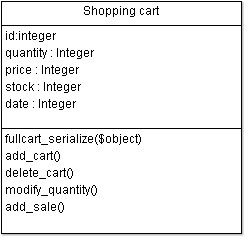 Shopping cart
id:integer
quantity : Integer
price : Integer
stock : Integer
date : Integer
fullcart_serialize($object)
add_cart()
delete_cart()
modify_quantity()
add_sale()